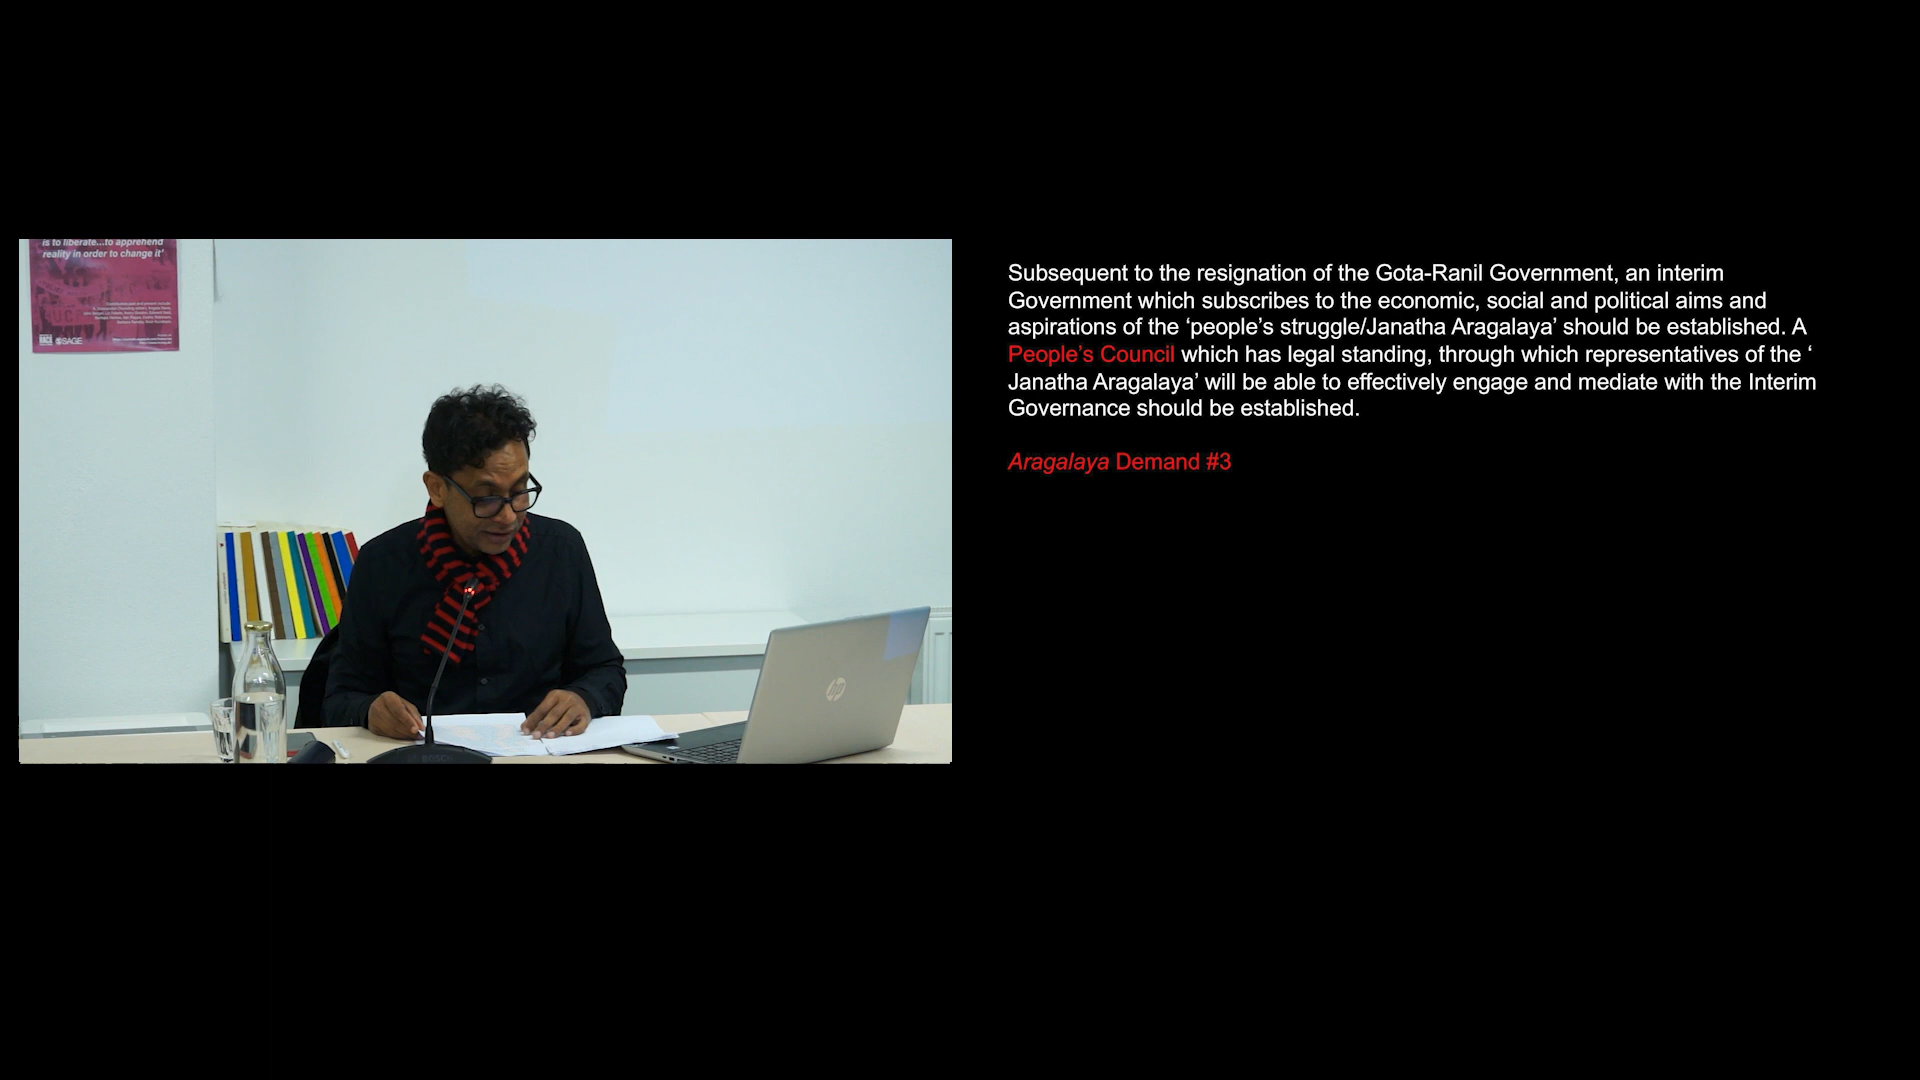 is to liberate...to apprehend
reality in order to change it'
SAGE
hp
BOSCH
Subsequent to the resignation of the Gota-Ranil Government, an interim
Government which subscribes to the economic, social and political aims and
aspirations of the ‘people’s struggle/Janatha Aragalaya’ should be established. A
People’s Council which has legal standing, through which representatives of the ‘
Janatha Aragalaya’ will be able to effectively engage and mediate with the Interim
Governance should be established.
Aragalaya Demand #3